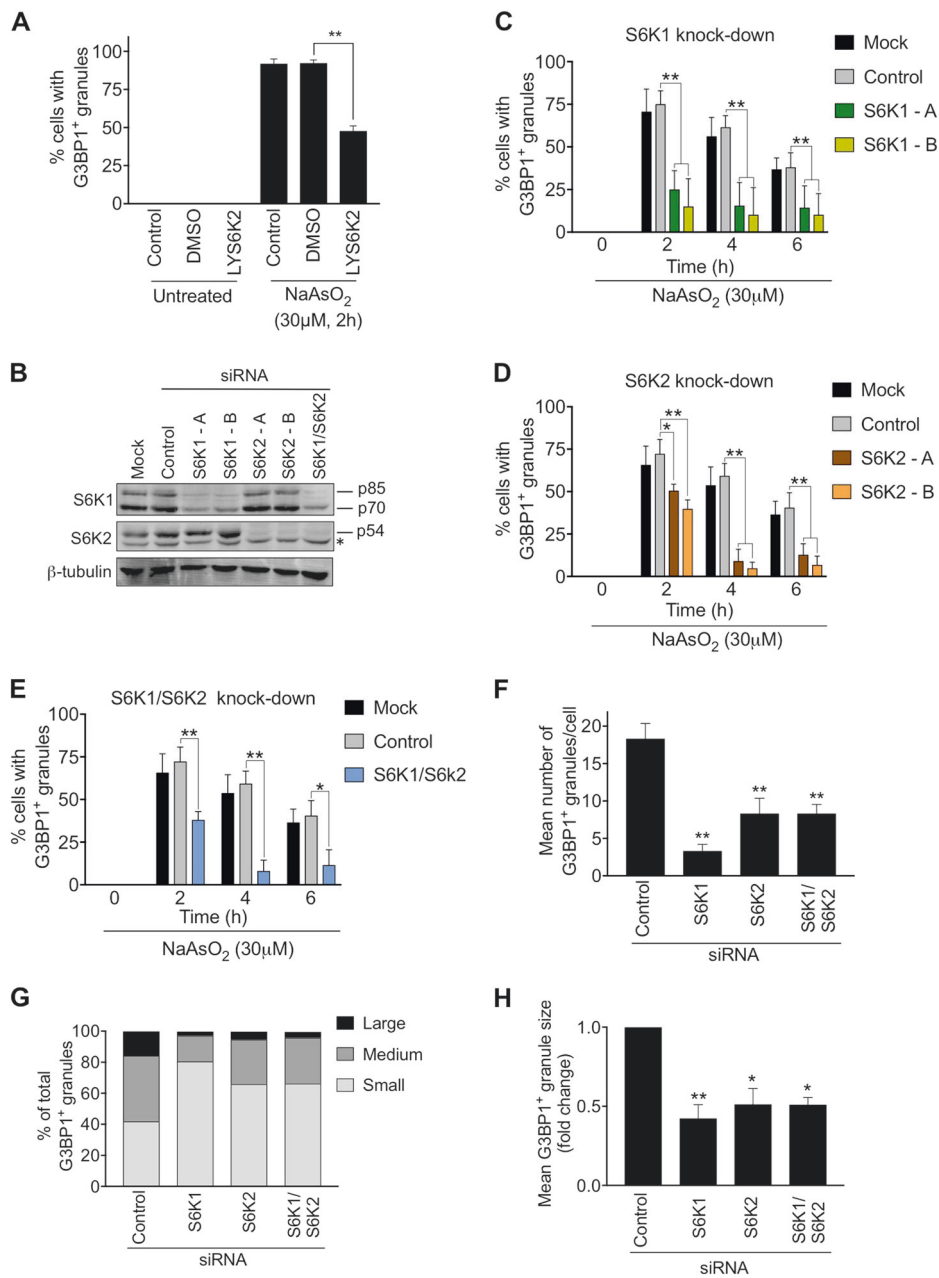 A
% cells with
G3BP1⁺ granules
100
75
50
25
0
**
Control
DMSO
LYS6K2
Control
DMSO
LYS6K2
Untreated
NaAsO₂
(30µM, 2h)
B
siRNA
Mock
Control
S6K1 - A
S6K1 - B
S6K2 - A
S6K2 - B
S6K1/S6K2
S6K1
p85
p70
S6K2
p54
*
β-tubulin
C
S6K1 knock-down
% cells with
G3BP1⁺ granules
100
75
50
25
0
** ** **
0 2 4 6
Time (h)
NaAsO₂ (30µM)
Mock
Control
S6K1 - A
S6K1 - B
D
S6K2 knock-down
% cells with
G3BP1⁺ granules
100
75
50
25
0
**
* ** **
0 2 4 6
Time (h)
NaAsO₂ (30µM)
Mock
Control
S6K2 - A
S6K2 - B
E
S6K1/S6K2 knock-down
% cells with
G3BP1⁺ granules
100
75
50
25
0
** ** *
0 2 4 6
Time (h)
NaAsO₂ (30µM)
Mock
Control
S6K1/S6k2
F
Mean number of
G3BP1⁺ granules/cell
20
15
10
5
0
** ** **
Control
S6K1
S6K2
S6K1/
S6K2
siRNA
G
% of total
G3BP1⁺ granules
100
80
60
40
20
0
Large
Medium
Small
Control
S6K1
S6K2
S6K1/
S6K2
siRNA
H
Mean G3BP1⁺ granule size
(fold change)
1.0
0.5
0.0
** * *
Control
S6K1
S6K2
S6K1/
S6K2
siRNA